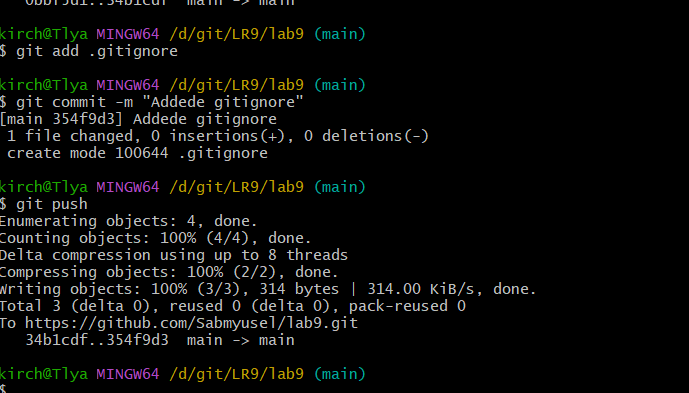 0bbf5d1..34b1cdf  main -> main
kirch@Tlya MINGW64 /d/git/LR9/lab9 (main)
$ git add .gitignore
kirch@Tlya MINGW64 /d/git/LR9/lab9 (main)
$ git commit -m "Addede gitignore"
[main 354f9d3] Addede gitignore
1 file changed, 0 insertions(+), 0 deletions(-)
create mode 100644 .gitignore
kirch@Tlya MINGW64 /d/git/LR9/lab9 (main)
$ git push
Enumerating objects: 4, done.
Counting objects: 100% (4/4), done.
Delta compression using up to 8 threads
Compressing objects: 100% (2/2), done.
Writing objects: 100% (3/3), 314 bytes | 314.00 KiB/s, done.
Total 3 (delta 0), reused 0 (delta 0), pack-reused 0
To https://github.com/Sabmyusel/lab9.git
34b1cdf..354f9d3  main -> main
kirch@Tlya MINGW64 /d/git/LR9/lab9 (main)
$